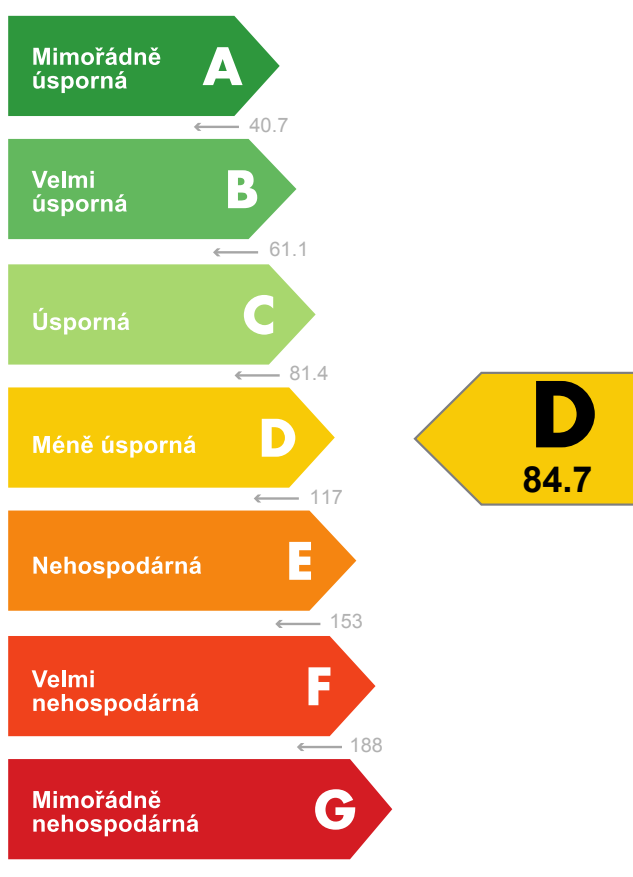 Mimořádně
úsporná
A
← 40.7
Velmi
úsporná
B
← 61.1
Úsporná
C
← 81.4
Méně úsporná
D
← 117
D
84.7
Nehospodárná
E
← 153
Velmi
nehospodárná
F
← 188
Mimořádně
nehospodárná
G